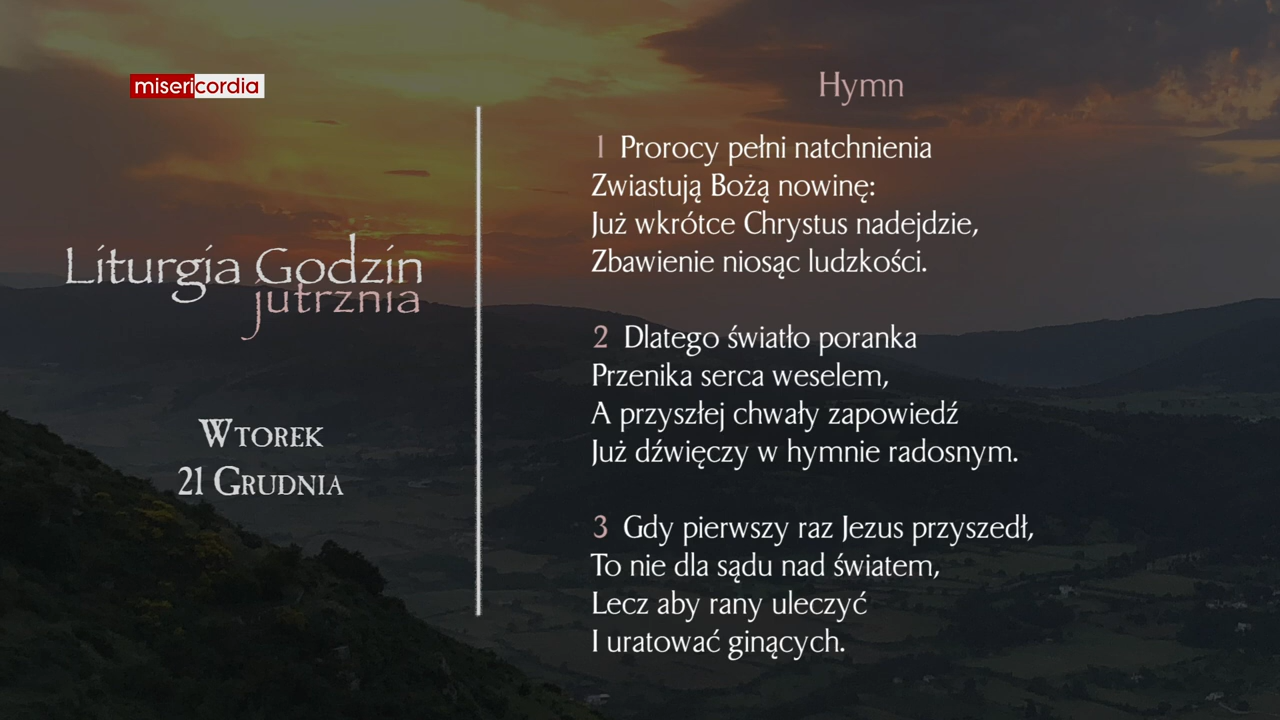 misericordia
Liturgia Godzin
jutrznia
Wtorek
21 Grudnia
Hymn
1 Prorocy pełni natchnienia
Zwiastują Bożą nowinę:
Już wkrótce Chrystus nadejdzie,
Zbawienie niosąc ludzkości.
2 Dlatego światło poranka
Przenika serca weselem,
A przyszłej chwały zapowiedź
Już dźwięczy w hymnie radosnym.
3 Gdy pierwszy raz Jezus przyszedł,
To nie dla sądu nad światem,
Lecz aby rany uleczyć
I uratować ginących.